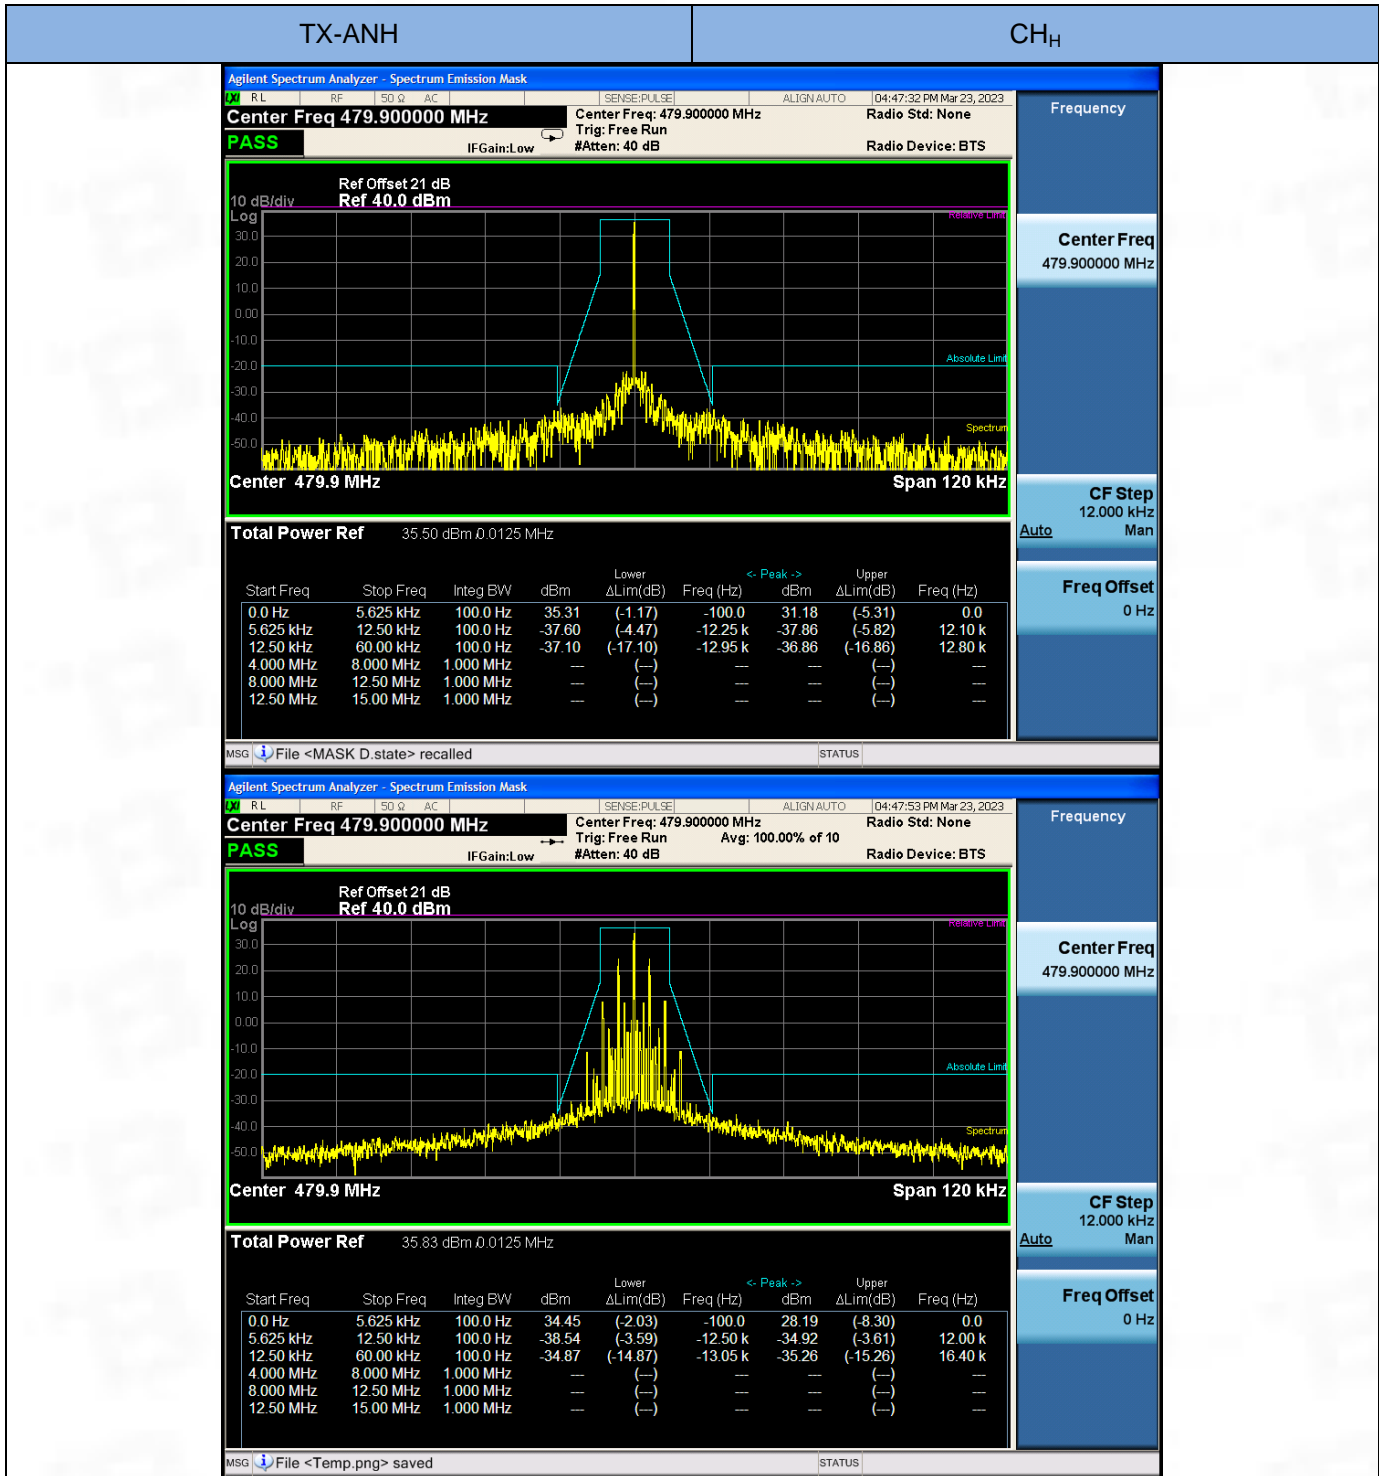 TX-ANH CH_H
Agilent Spectrum Analyzer - Spectrum Emission Mask
LXI RL RF 50 Ω AC SENSE:PULSE ALIGN AUTO 04:47:32 PM Mar 23, 2023
Center Freq 479.900000 MHz Center Freq: 479.900000 MHz Radio Std: None
Trig: Free Run
PASS IFGain:Low #Atten: 40 dB Radio Device: BTS
Frequency
Ref Offset 21 dB
10 dB/div Ref 40.0 dBm
Log
Relative Limit
30.0
20.0
10.0
0.00
-10.0
Absolute Limit
-20.0
-30.0
-40.0
Spectrum
-50.0
Center 479.9 MHz Span 120 kHz
Center Freq
479.900000 MHz
CF Step
12.000 kHz
Auto Man
Freq Offset
0 Hz
Total Power Ref 35.50 dBm / 0.0125 MHz
Lower <- Peak -> Upper
Start Freq Stop Freq Integ BW dBm ΔLim(dB) Freq (Hz) dBm ΔLim(dB) Freq (Hz)
0.0 Hz 5.625 kHz 100.0 Hz 35.31 (-1.17) -100.0 31.18 (-5.31) 0.0
5.625 kHz 12.50 kHz 100.0 Hz -37.60 (-4.47) -12.25 k -37.86 (-5.82) 12.10 k
12.50 kHz 60.00 kHz 100.0 Hz -37.10 (-17.10) -12.95 k -36.86 (-16.86) 12.80 k
4.000 MHz 8.000 MHz 1.000 MHz --- (---) --- --- (---) ---
8.000 MHz 12.50 MHz 1.000 MHz --- (---) --- --- (---) ---
12.50 MHz 15.00 MHz 1.000 MHz --- (---) --- --- (---) ---
MSG File <MASK D.state> recalled STATUS
Agilent Spectrum Analyzer - Spectrum Emission Mask
LXI RL RF 50 Ω AC SENSE:PULSE ALIGN AUTO 04:47:53 PM Mar 23, 2023
Center Freq 479.900000 MHz Center Freq: 479.900000 MHz Radio Std: None
Trig: Free Run Avg: 100.00% of 10
PASS IFGain:Low #Atten: 40 dB Radio Device: BTS
Frequency
Ref Offset 21 dB
10 dB/div Ref 40.0 dBm
Log
Relative Limit
30.0
20.0
10.0
0.00
-10.0
Absolute Limit
-20.0
-30.0
-40.0
Spectrum
-50.0
Center 479.9 MHz Span 120 kHz
Center Freq
479.900000 MHz
CF Step
12.000 kHz
Auto Man
Freq Offset
0 Hz
Total Power Ref 35.83 dBm / 0.0125 MHz
Lower <- Peak -> Upper
Start Freq Stop Freq Integ BW dBm ΔLim(dB) Freq (Hz) dBm ΔLim(dB) Freq (Hz)
0.0 Hz 5.625 kHz 100.0 Hz 34.45 (-2.03) -100.0 28.19 (-8.30) 0.0
5.625 kHz 12.50 kHz 100.0 Hz -38.54 (-3.59) -12.50 k -34.92 (-3.61) 12.00 k
12.50 kHz 60.00 kHz 100.0 Hz -34.87 (-14.87) -13.05 k -35.26 (-15.26) 16.40 k
4.000 MHz 8.000 MHz 1.000 MHz --- (---) --- --- (---) ---
8.000 MHz 12.50 MHz 1.000 MHz --- (---) --- --- (---) ---
12.50 MHz 15.00 MHz 1.000 MHz --- (---) --- --- (---) ---
MSG File <Temp.png> saved STATUS